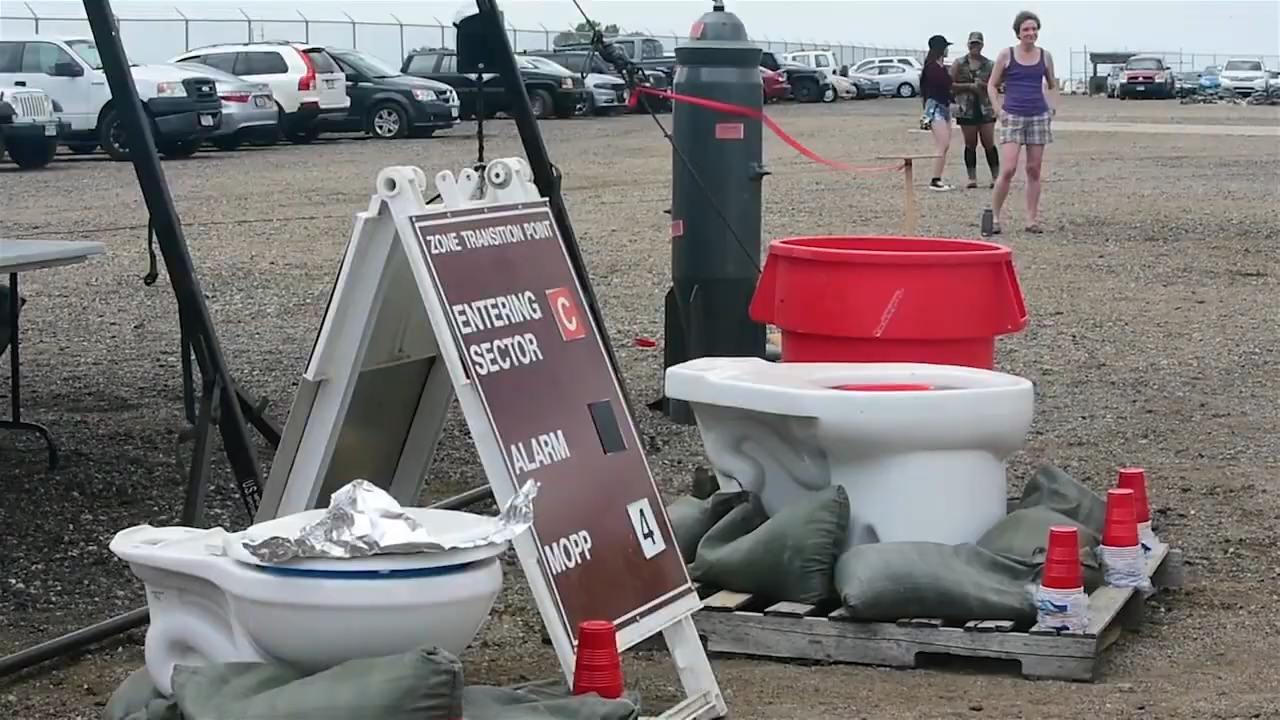 ZONE TRANSITION POINT
ENTERING C
SECTOR
ALARM
MOPP 4